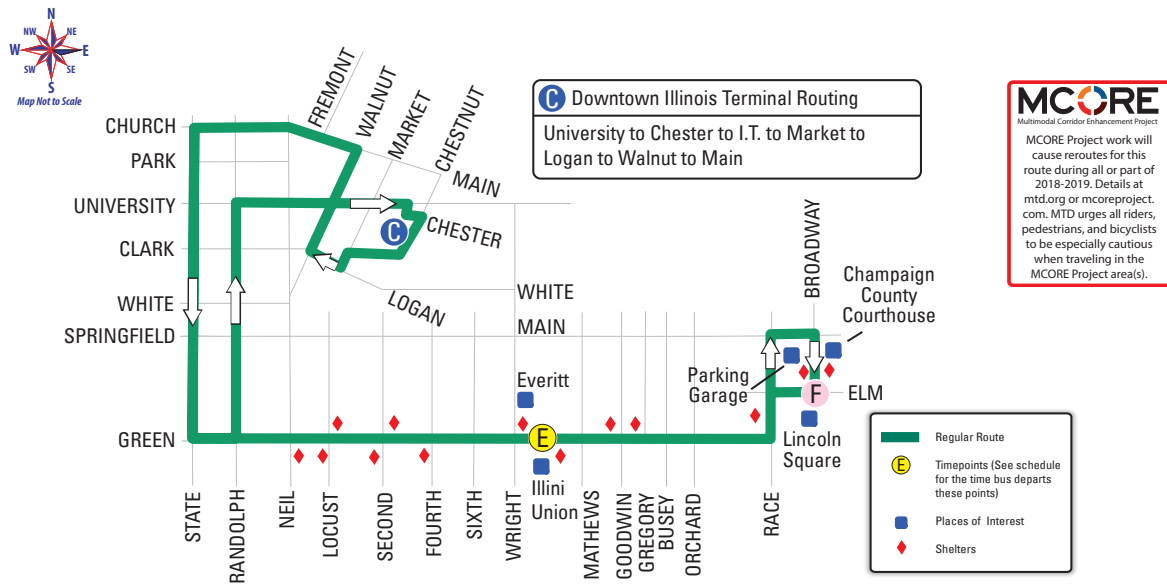 N
NW
NE
W
E
SW
SE
S
Map Not to Scale
FREMONT
WALNUT
MARKET
CHESTNUT
C Downtown Illinois Terminal Routing
University to Chester to I.T. to Market to
Logan to Walnut to Main
MCORE
Multimodal Corridor Enhancement Project
MCORE Project work will
cause reroutes for this
route during all or part of
2018-2019. Details at
mtd.org or mcoreproject.
com. MTD urges all riders,
pedestrians, and bicyclists
to be especially cautious
when traveling in the
MCORE Project area(s).
CHURCH
PARK
UNIVERSITY
CLARK
WHITE
SPRINGFIELD
GREEN
MAIN
CHESTER
C
LOGAN
WHITE
MAIN
BROADWAY
Champaign
County
Courthouse
Parking
Garage
F
ELM
Lincoln
Square
Everitt
E
Illini
Union
STATE
RANDOLPH
NEIL
LOCUST
SECOND
FOURTH
SIXTH
WRIGHT
MATHEWS
GOODWIN
GREGORY
BUSEY
ORCHARD
RACE
Regular Route
E
Timepoints (See schedule
for the time bus departs
these points)
Places of Interest
Shelters